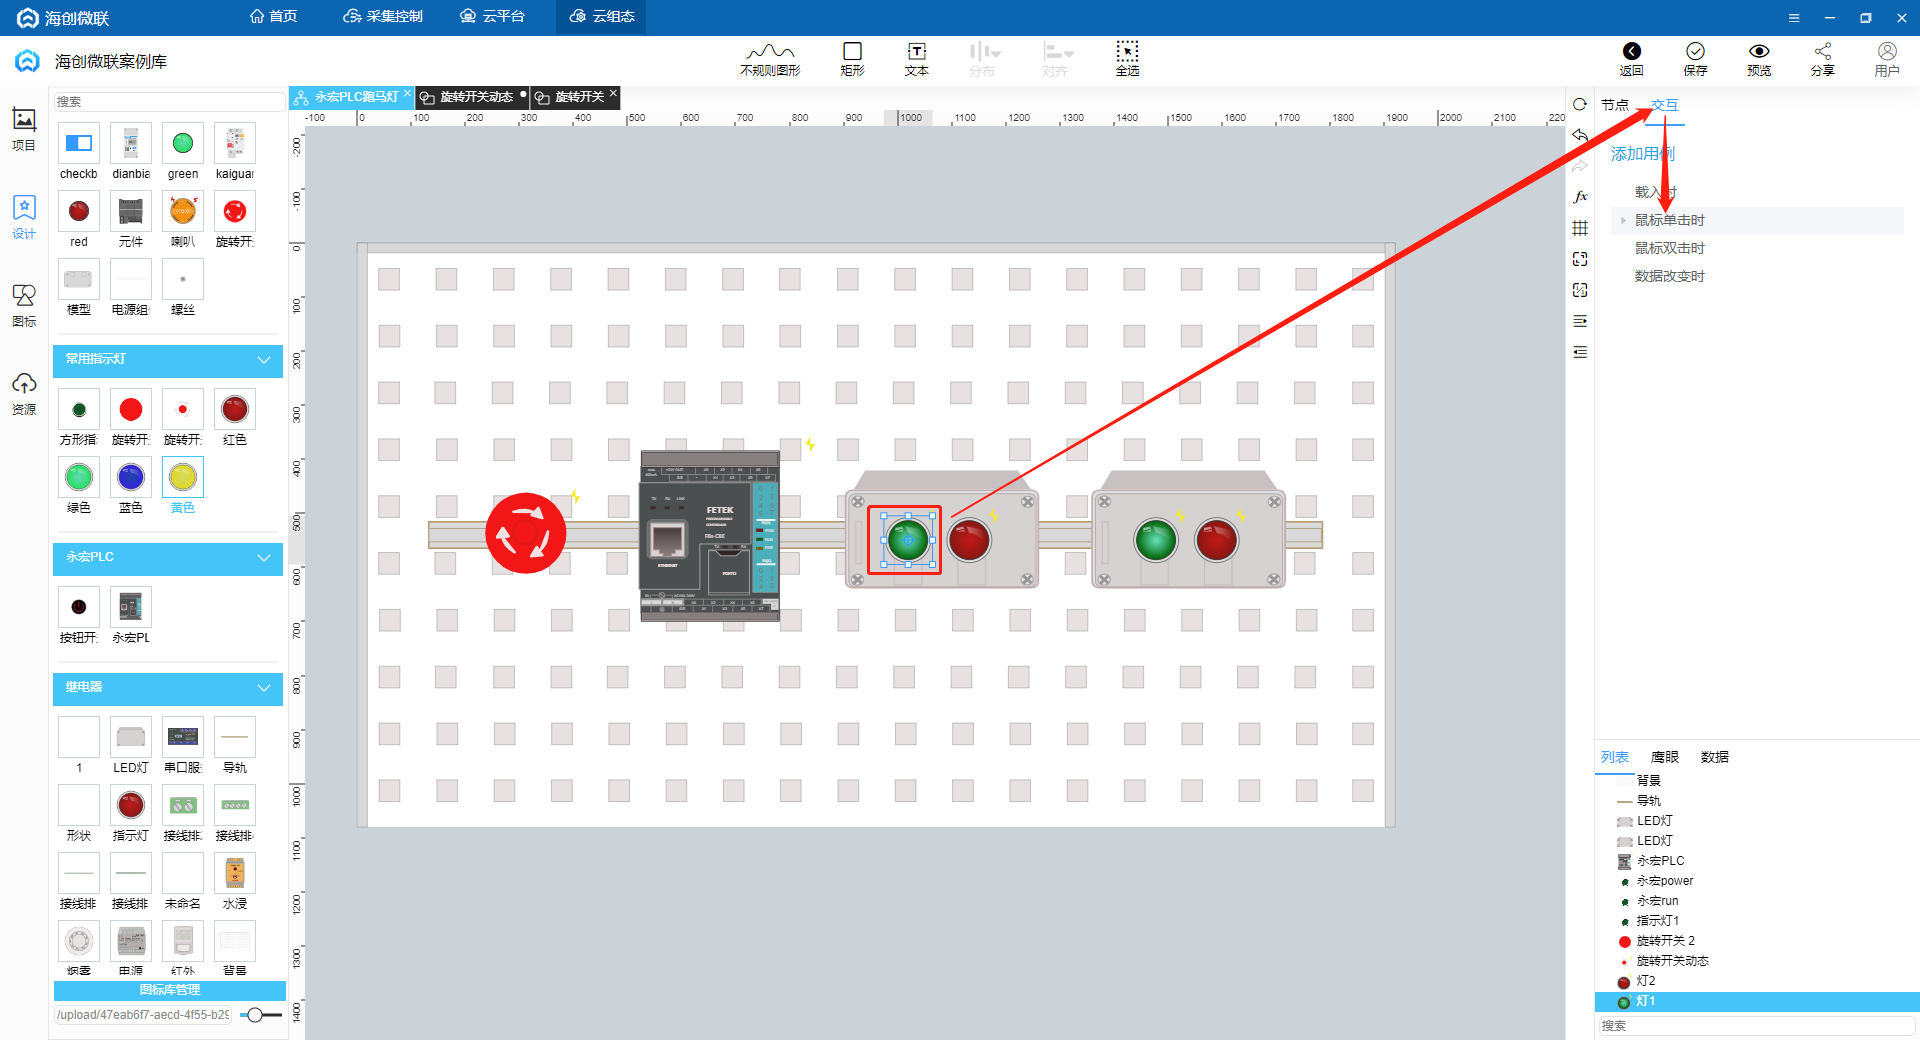 海创微联
首页
采集控制
云平台
云组态
海创微联案例库
不规则图形
矩形
文本
分布
对齐
全选
返回
保存
预览
分享
用户
项目
设计
图标
资源
搜索
checkb
dianbia
green
kaiguar
red
元件
喇叭
旋转开
模型
电源组
螺丝
常用指示灯
方形指
旋转开
旋转开
红色
绿色
蓝色
黄色
永宏PLC
按钮开
永宏PL
继电器
1
LED灯
串口服
导轨
形状
指示灯
接线排
接线排
接线排
接线排
未命名
水浸
烟雾
电源
红外
背景
图标库管理
/upload/47eab6f7-aecd-4f55-b29
永宏PLC跑马灯
旋转开关动态
旋转开关
-100 0 100 200 300 400 500 600 700 800 900 1000 1100 1200 1300 1400 1500 1600 1700 1800 1900 2000 2100 220
-200
-100
0
100
200
300
400
500
600
700
800
900
1000
1100
1200
1300
1400
FETEK
ETHERNET
PORT0
fx
节点
交互
添加用例
载入时
鼠标单击时
鼠标双击时
数据改变时
列表
鹰眼
数据
背景
导轨
LED灯
LED灯
永宏PLC
永宏power
永宏run
指示灯1
旋转开关 2
旋转开关动态
灯2
灯1
搜索